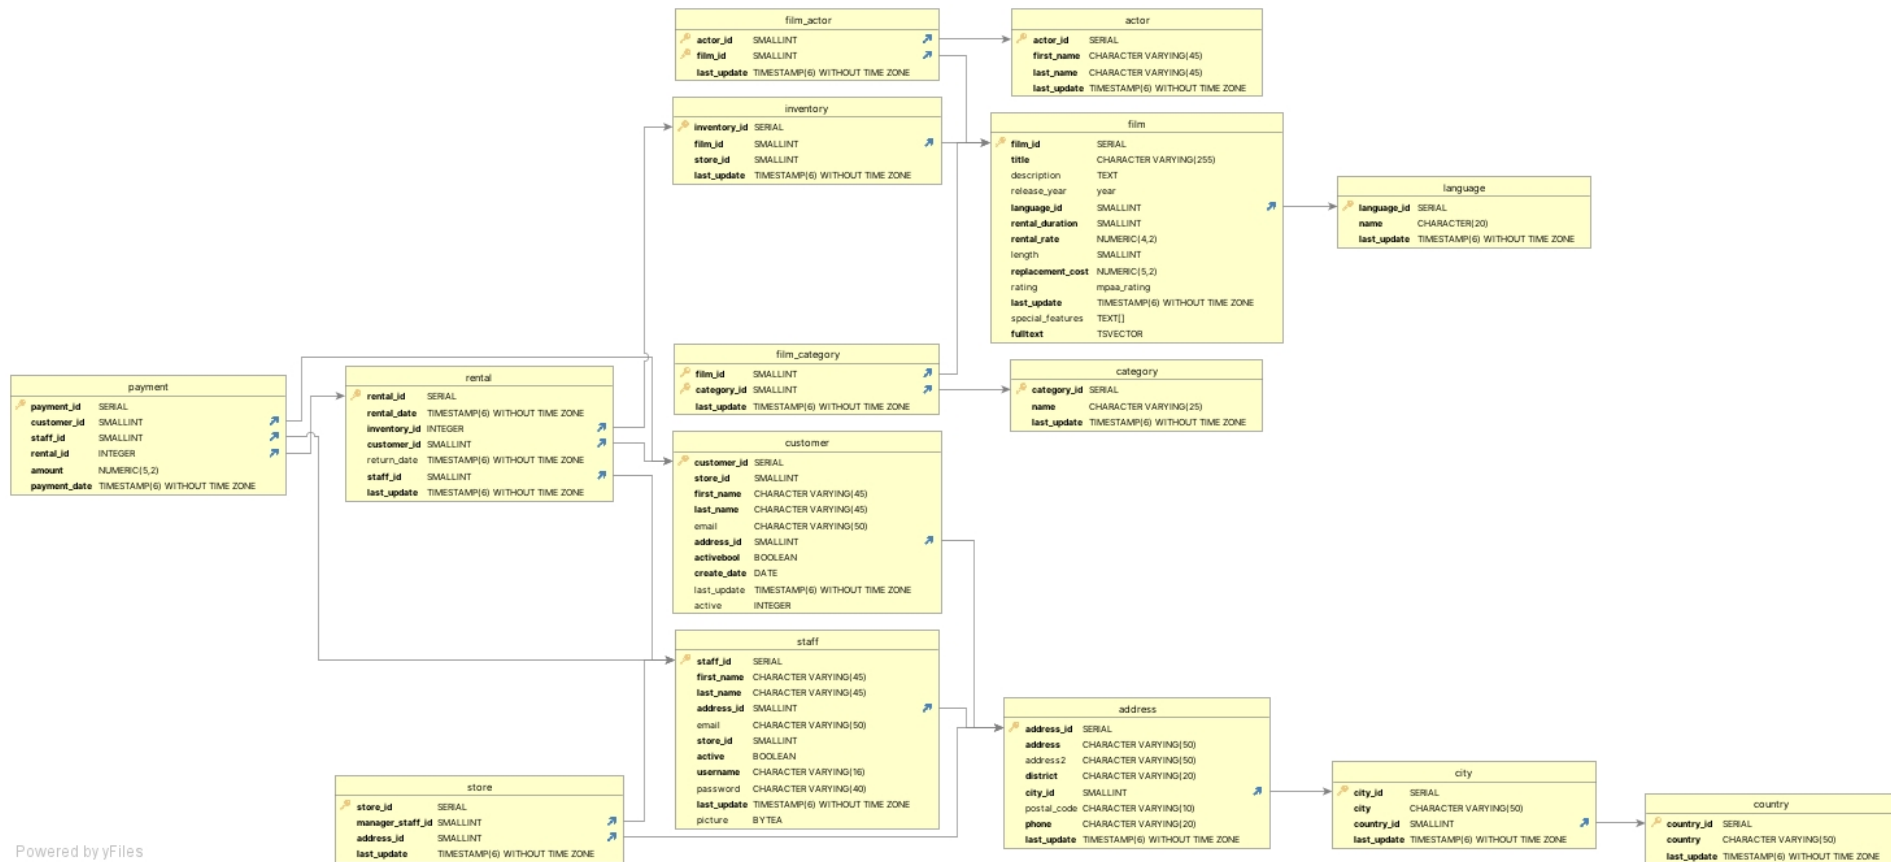 film_actor
actor_id SMALLINT
film_id SMALLINT
last_update TIMESTAMP(6) WITHOUT TIME ZONE
actor
actor_id SERIAL
first_name CHARACTER VARYING(45)
last_name CHARACTER VARYING(45)
last_update TIMESTAMP(6) WITHOUT TIME ZONE
inventory
inventory_id SERIAL
film_id SMALLINT
store_id SMALLINT
last_update TIMESTAMP(6) WITHOUT TIME ZONE
film
film_id SERIAL
title CHARACTER VARYING(255)
description TEXT
release_year year
language_id SMALLINT
rental_duration SMALLINT
rental_rate NUMERIC(4,2)
length SMALLINT
replacement_cost NUMERIC(5,2)
rating mpaa_rating
last_update TIMESTAMP(6) WITHOUT TIME ZONE
special_features TEXT[]
fulltext TSVECTOR
language
language_id SERIAL
name CHARACTER(20)
last_update TIMESTAMP(6) WITHOUT TIME ZONE
payment
payment_id SERIAL
customer_id SMALLINT
staff_id SMALLINT
rental_id INTEGER
amount NUMERIC(5,2)
payment_date TIMESTAMP(6) WITHOUT TIME ZONE
rental
rental_id SERIAL
rental_date TIMESTAMP(6) WITHOUT TIME ZONE
inventory_id INTEGER
customer_id SMALLINT
return_date TIMESTAMP(6) WITHOUT TIME ZONE
staff_id SMALLINT
last_update TIMESTAMP(6) WITHOUT TIME ZONE
film_category
film_id SMALLINT
category_id SMALLINT
last_update TIMESTAMP(6) WITHOUT TIME ZONE
category
category_id SERIAL
name CHARACTER VARYING(25)
last_update TIMESTAMP(6) WITHOUT TIME ZONE
customer
customer_id SERIAL
store_id SMALLINT
first_name CHARACTER VARYING(45)
last_name CHARACTER VARYING(45)
email CHARACTER VARYING(50)
address_id SMALLINT
activebool BOOLEAN
create_date DATE
last_update TIMESTAMP(6) WITHOUT TIME ZONE
active INTEGER
staff
staff_id SERIAL
first_name CHARACTER VARYING(45)
last_name CHARACTER VARYING(45)
address_id SMALLINT
email CHARACTER VARYING(50)
store_id SMALLINT
active BOOLEAN
username CHARACTER VARYING(16)
password CHARACTER VARYING(40)
last_update TIMESTAMP(6) WITHOUT TIME ZONE
picture BYTEA
store
store_id SERIAL
manager_staff_id SMALLINT
address_id SMALLINT
last_update TIMESTAMP(6) WITHOUT TIME ZONE
address
address_id SERIAL
address CHARACTER VARYING(50)
address2 CHARACTER VARYING(50)
district CHARACTER VARYING(20)
city_id SMALLINT
postal_code CHARACTER VARYING(10)
phone CHARACTER VARYING(20)
last_update TIMESTAMP(6) WITHOUT TIME ZONE
city
city_id SERIAL
city CHARACTER VARYING(50)
country_id SMALLINT
last_update TIMESTAMP(6) WITHOUT TIME ZONE
country
country_id SERIAL
country CHARACTER VARYING(50)
last_update TIMESTAMP(6) WITHOUT TIME ZONE
Powered by yFiles